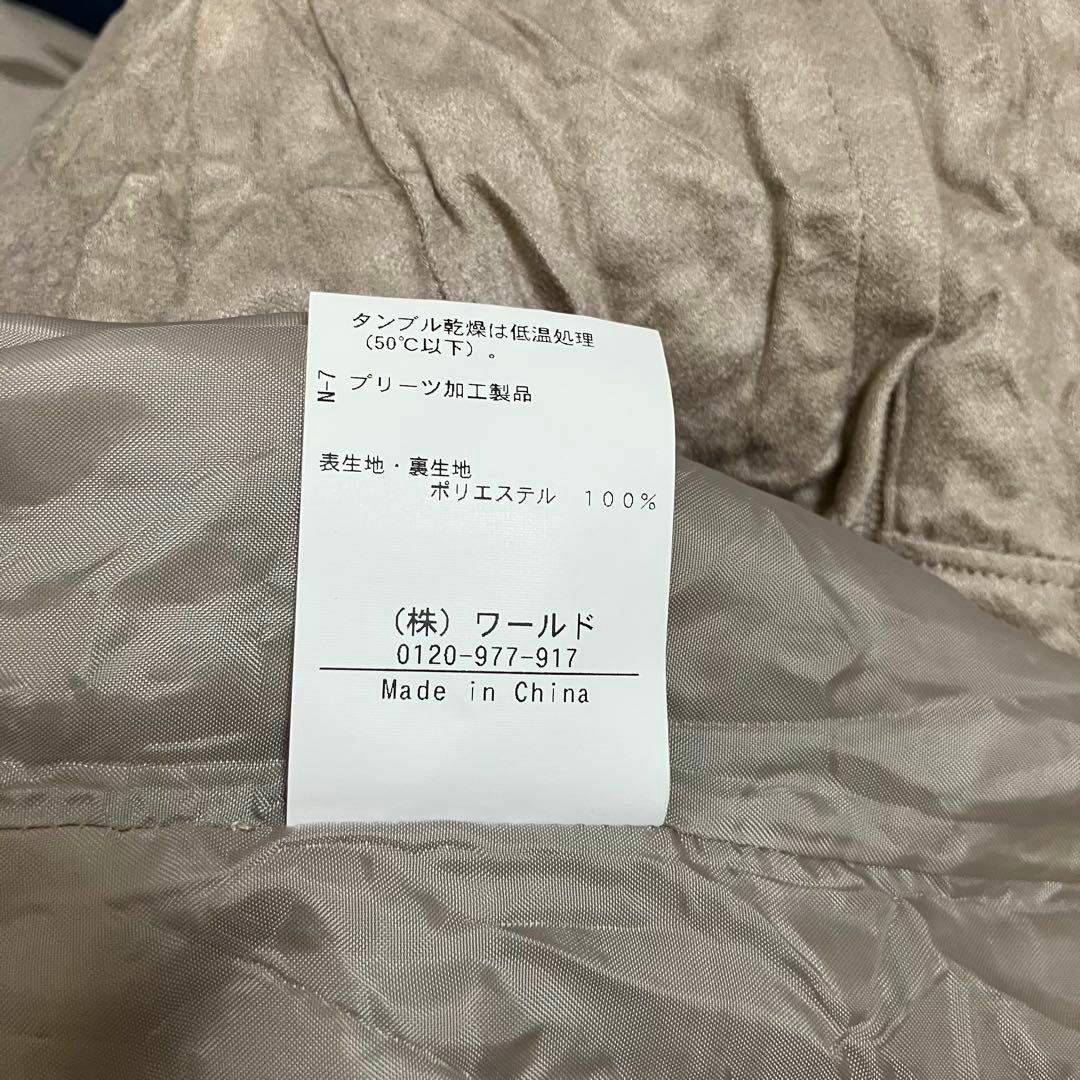 タンブル乾燥は低温処理
(50℃以下)。
N-7
プリーツ加工製品
表生地・裏生地
ポリエステル 100%
(株)ワールド
0120-977-917
Made in China